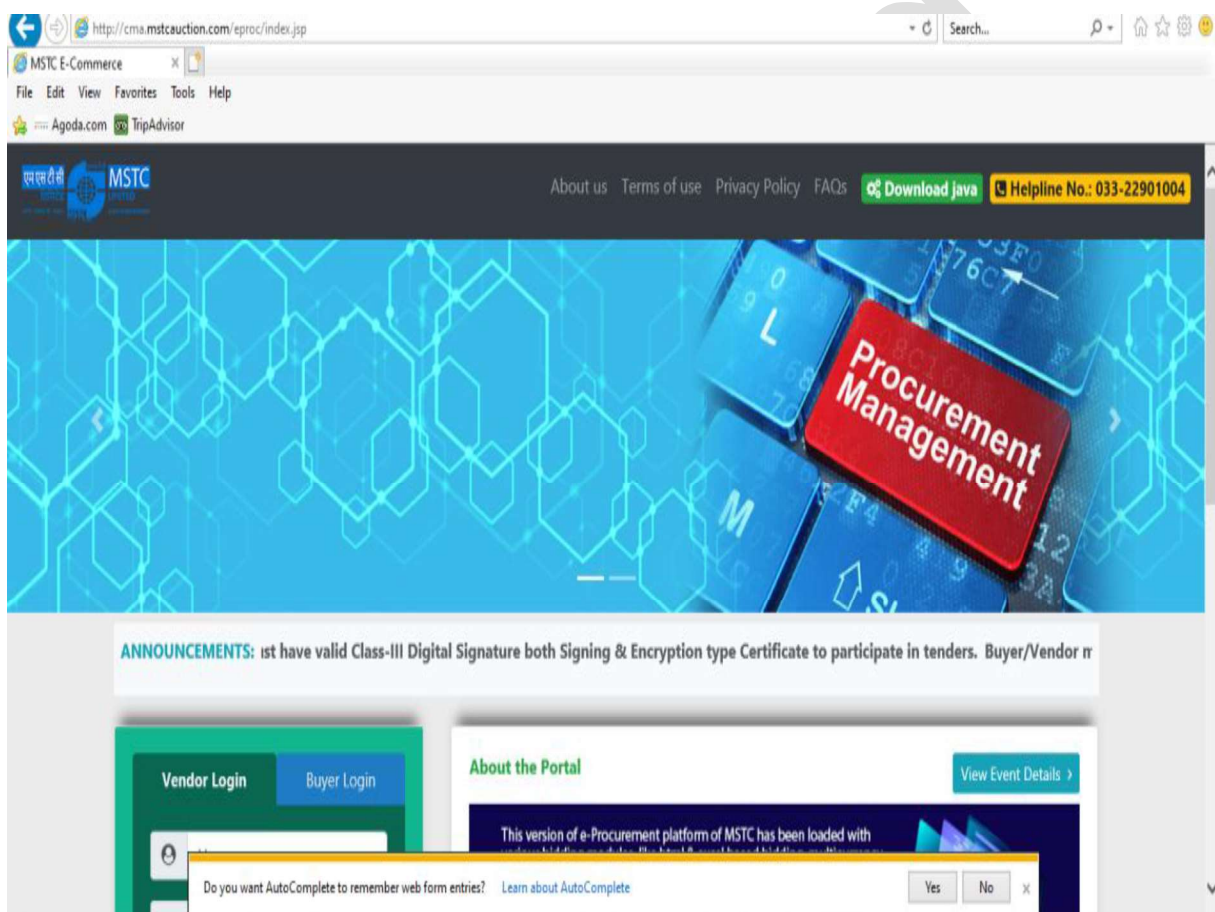 http://cma.mstcauction.com/eproc/index.jsp
Search...
MSTC E-Commerce
File Edit View Favorites Tools Help
Agoda.com TripAdvisor
एम एस टी सी MSTC
About us Terms of use Privacy Policy FAQs Download java Helpline No.: 033-22901004
L
Procurement
Management
M
ANNOUNCEMENTS: ust have valid Class-III Digital Signature both Signing & Encryption type Certificate to participate in tenders. Buyer/Vendor m
Vendor Login Buyer Login
About the Portal
View Event Details
This version of e-Procurement platform of MSTC has been loaded with
Do you want AutoComplete to remember web form entries? Learn about AutoComplete Yes No